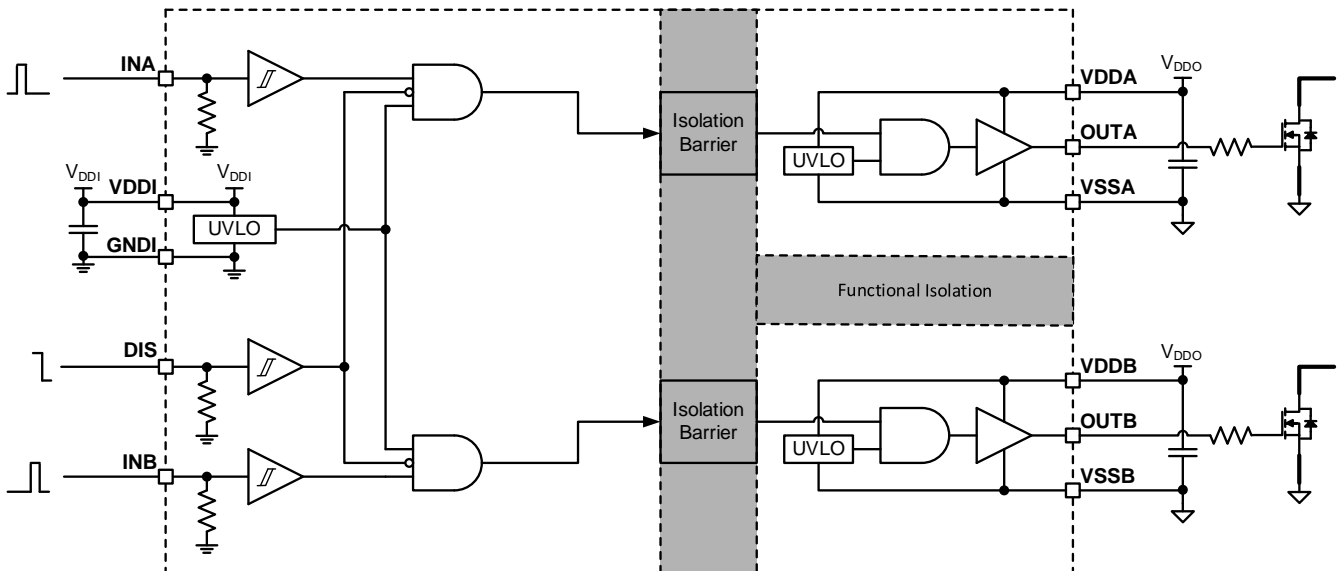 INA
VDDI
VDDI
VDDI
UVLO
GNDI
DIS
INB
Isolation
Barrier
Isolation
Barrier
UVLO
VDDA
VDDO
OUTA
VSSA
Functional Isolation
UVLO
VDDB
VDDO
OUTB
VSSB